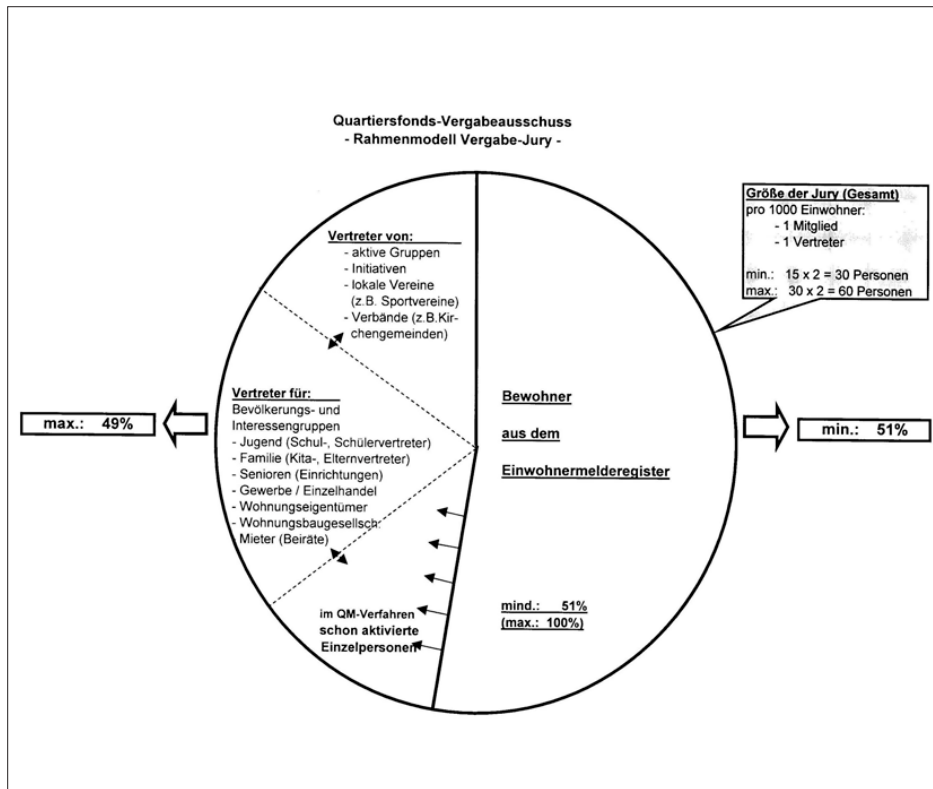 Quartiersfonds-Vergabeausschuss
- Rahmenmodell Vergabe-Jury -
Größe der Jury (Gesamt)
pro 1000 Einwohner:
- 1 Mitglied
- 1 Vertreter
min.: 15 x 2 = 30 Personen
max.: 30 x 2 = 60 Personen
Vertreter von:
- aktive Gruppen
- Initiativen
- lokale Vereine
(z.B. Sportvereine)
- Verbände (z.B.Kir-
chengemeinden)
Vertreter für:
Bevölkerungs- und
Interessengruppen
- Jugend (Schul-, Schülervertreter)
- Familie (Kita-, Elternvertreter)
- Senioren (Einrichtungen)
- Gewerbe / Einzelhandel
- Wohnungseigentümer
- Wohnungsbaugesellsch.
Mieter (Beiräte)
im QM-Verfahren
schon aktivierte
Einzelpersonen
max.: 49%
Bewohner
aus dem
Einwohnermelderegister
mind.: 51%
(max.: 100%)
min.: 51%